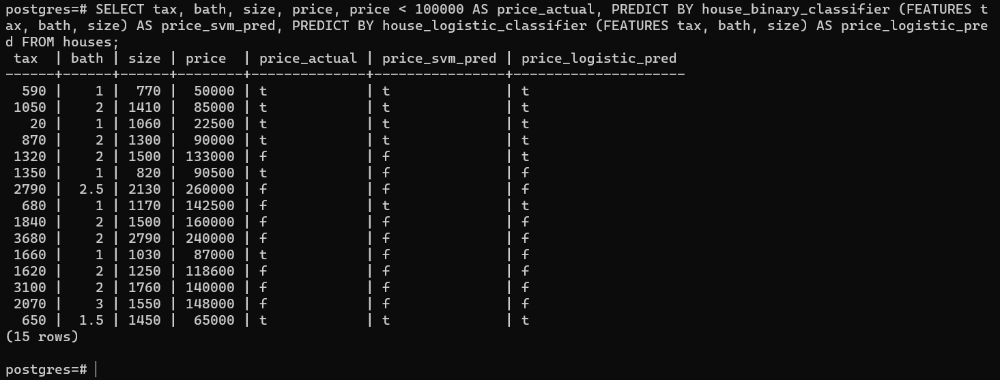 postgres=# SELECT tax, bath, size, price, price < 100000 AS price_actual, PREDICT BY house_binary_classifier (FEATURES t
ax, bath, size) AS price_svm_pred, PREDICT BY house_logistic_classifier (FEATURES tax, bath, size) AS price_logistic_pre
d FROM houses;
 tax  | bath | size | price  | price_actual | price_svm_pred | price_logistic_pred
------+------+------+--------+--------------+----------------+---------------------
  590 |    1 |  770 |  50000 | t            | t              | t
 1050 |    2 | 1410 |  85000 | t            | t              | t
   20 |    1 | 1060 |  22500 | t            | t              | t
  870 |    2 | 1300 |  90000 | t            | t              | t
 1320 |    2 | 1500 | 133000 | f            | f              | t
 1350 |    1 |  820 |  90500 | t            | f              | f
 2790 |  2.5 | 2130 | 260000 | f            | f              | f
  680 |    1 | 1170 | 142500 | f            | t              | t
 1840 |    2 | 1500 | 160000 | f            | f              | f
 3680 |    2 | 2790 | 240000 | f            | f              | f
 1660 |    1 | 1030 |  87000 | t            | f              | f
 1620 |    2 | 1250 | 118600 | f            | f              | f
 3100 |    2 | 1760 | 140000 | f            | f              | f
 2070 |    3 | 1550 | 148000 | f            | f              | f
  650 |  1.5 | 1450 |  65000 | t            | t              | t
(15 rows)
postgres=#